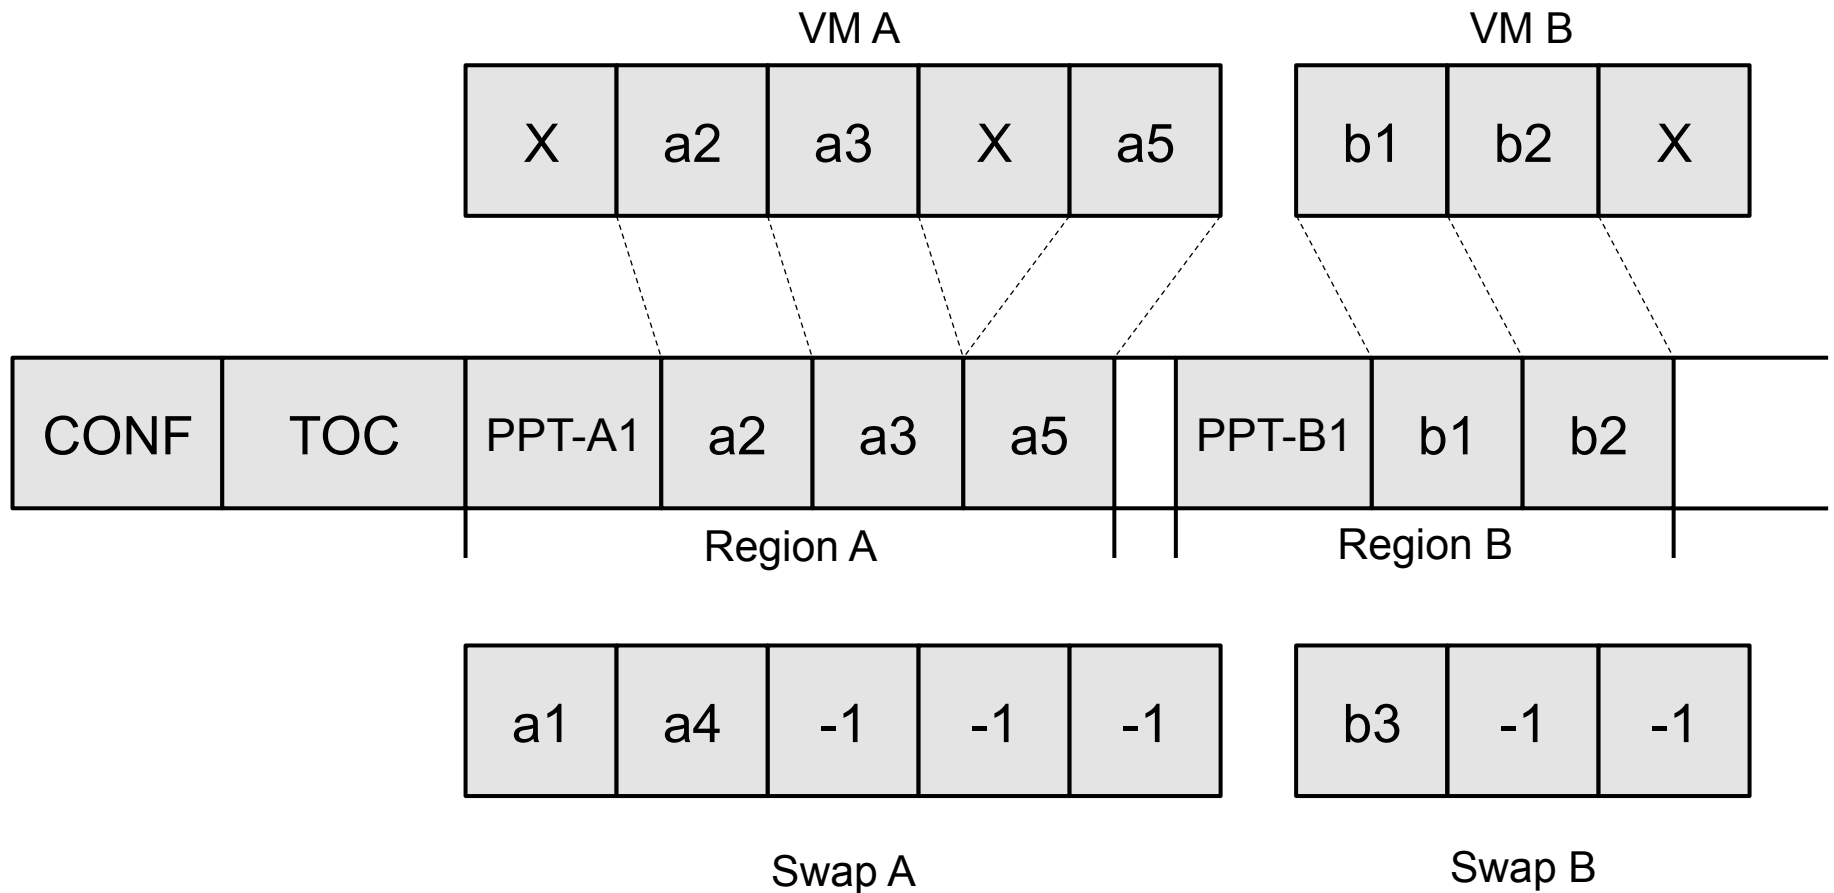 VM A VM B
X a2 a3 X a5 b1 b2 X
CONF TOC PPT-A1 a2 a3 a5 PPT-B1 b1 b2
Region A Region B
a1 a4 -1 -1 -1 b3 -1 -1
Swap A Swap B